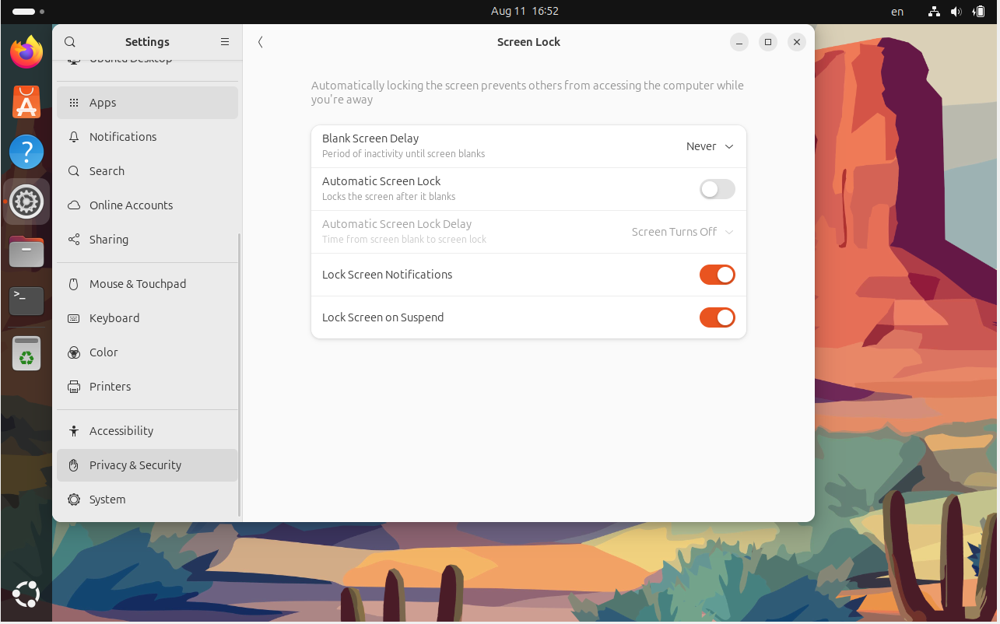 Aug 11 16:52
en
Settings
Screen Lock
Ubuntu Desktop
Apps
Notifications
Search
Online Accounts
Sharing
Mouse & Touchpad
Keyboard
Color
Printers
Accessibility
Privacy & Security
System
Automatically locking the screen prevents others from accessing the computer while
you're away
Blank Screen Delay
Period of inactivity until screen blanks
Never
Automatic Screen Lock
Locks the screen after it blanks
Automatic Screen Lock Delay
Time from screen blank to screen lock
Screen Turns Off
Lock Screen Notifications
Lock Screen on Suspend